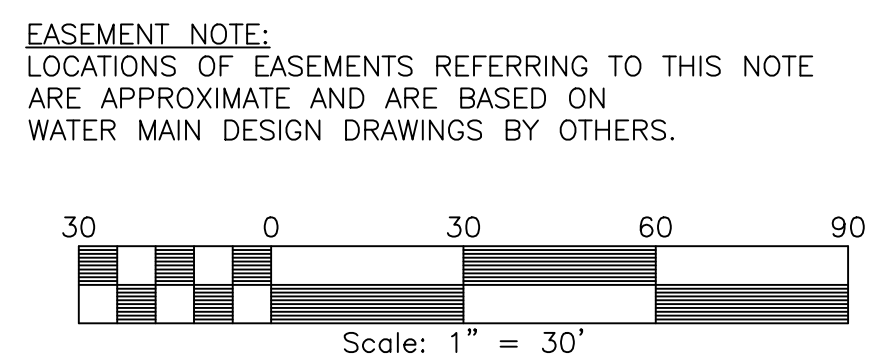 EASEMENT NOTE:
LOCATIONS OF EASEMENTS REFERRING TO THIS NOTE
ARE APPROXIMATE AND ARE BASED ON
WATER MAIN DESIGN DRAWINGS BY OTHERS.
30 0 30 60 90
Scale: 1" = 30'